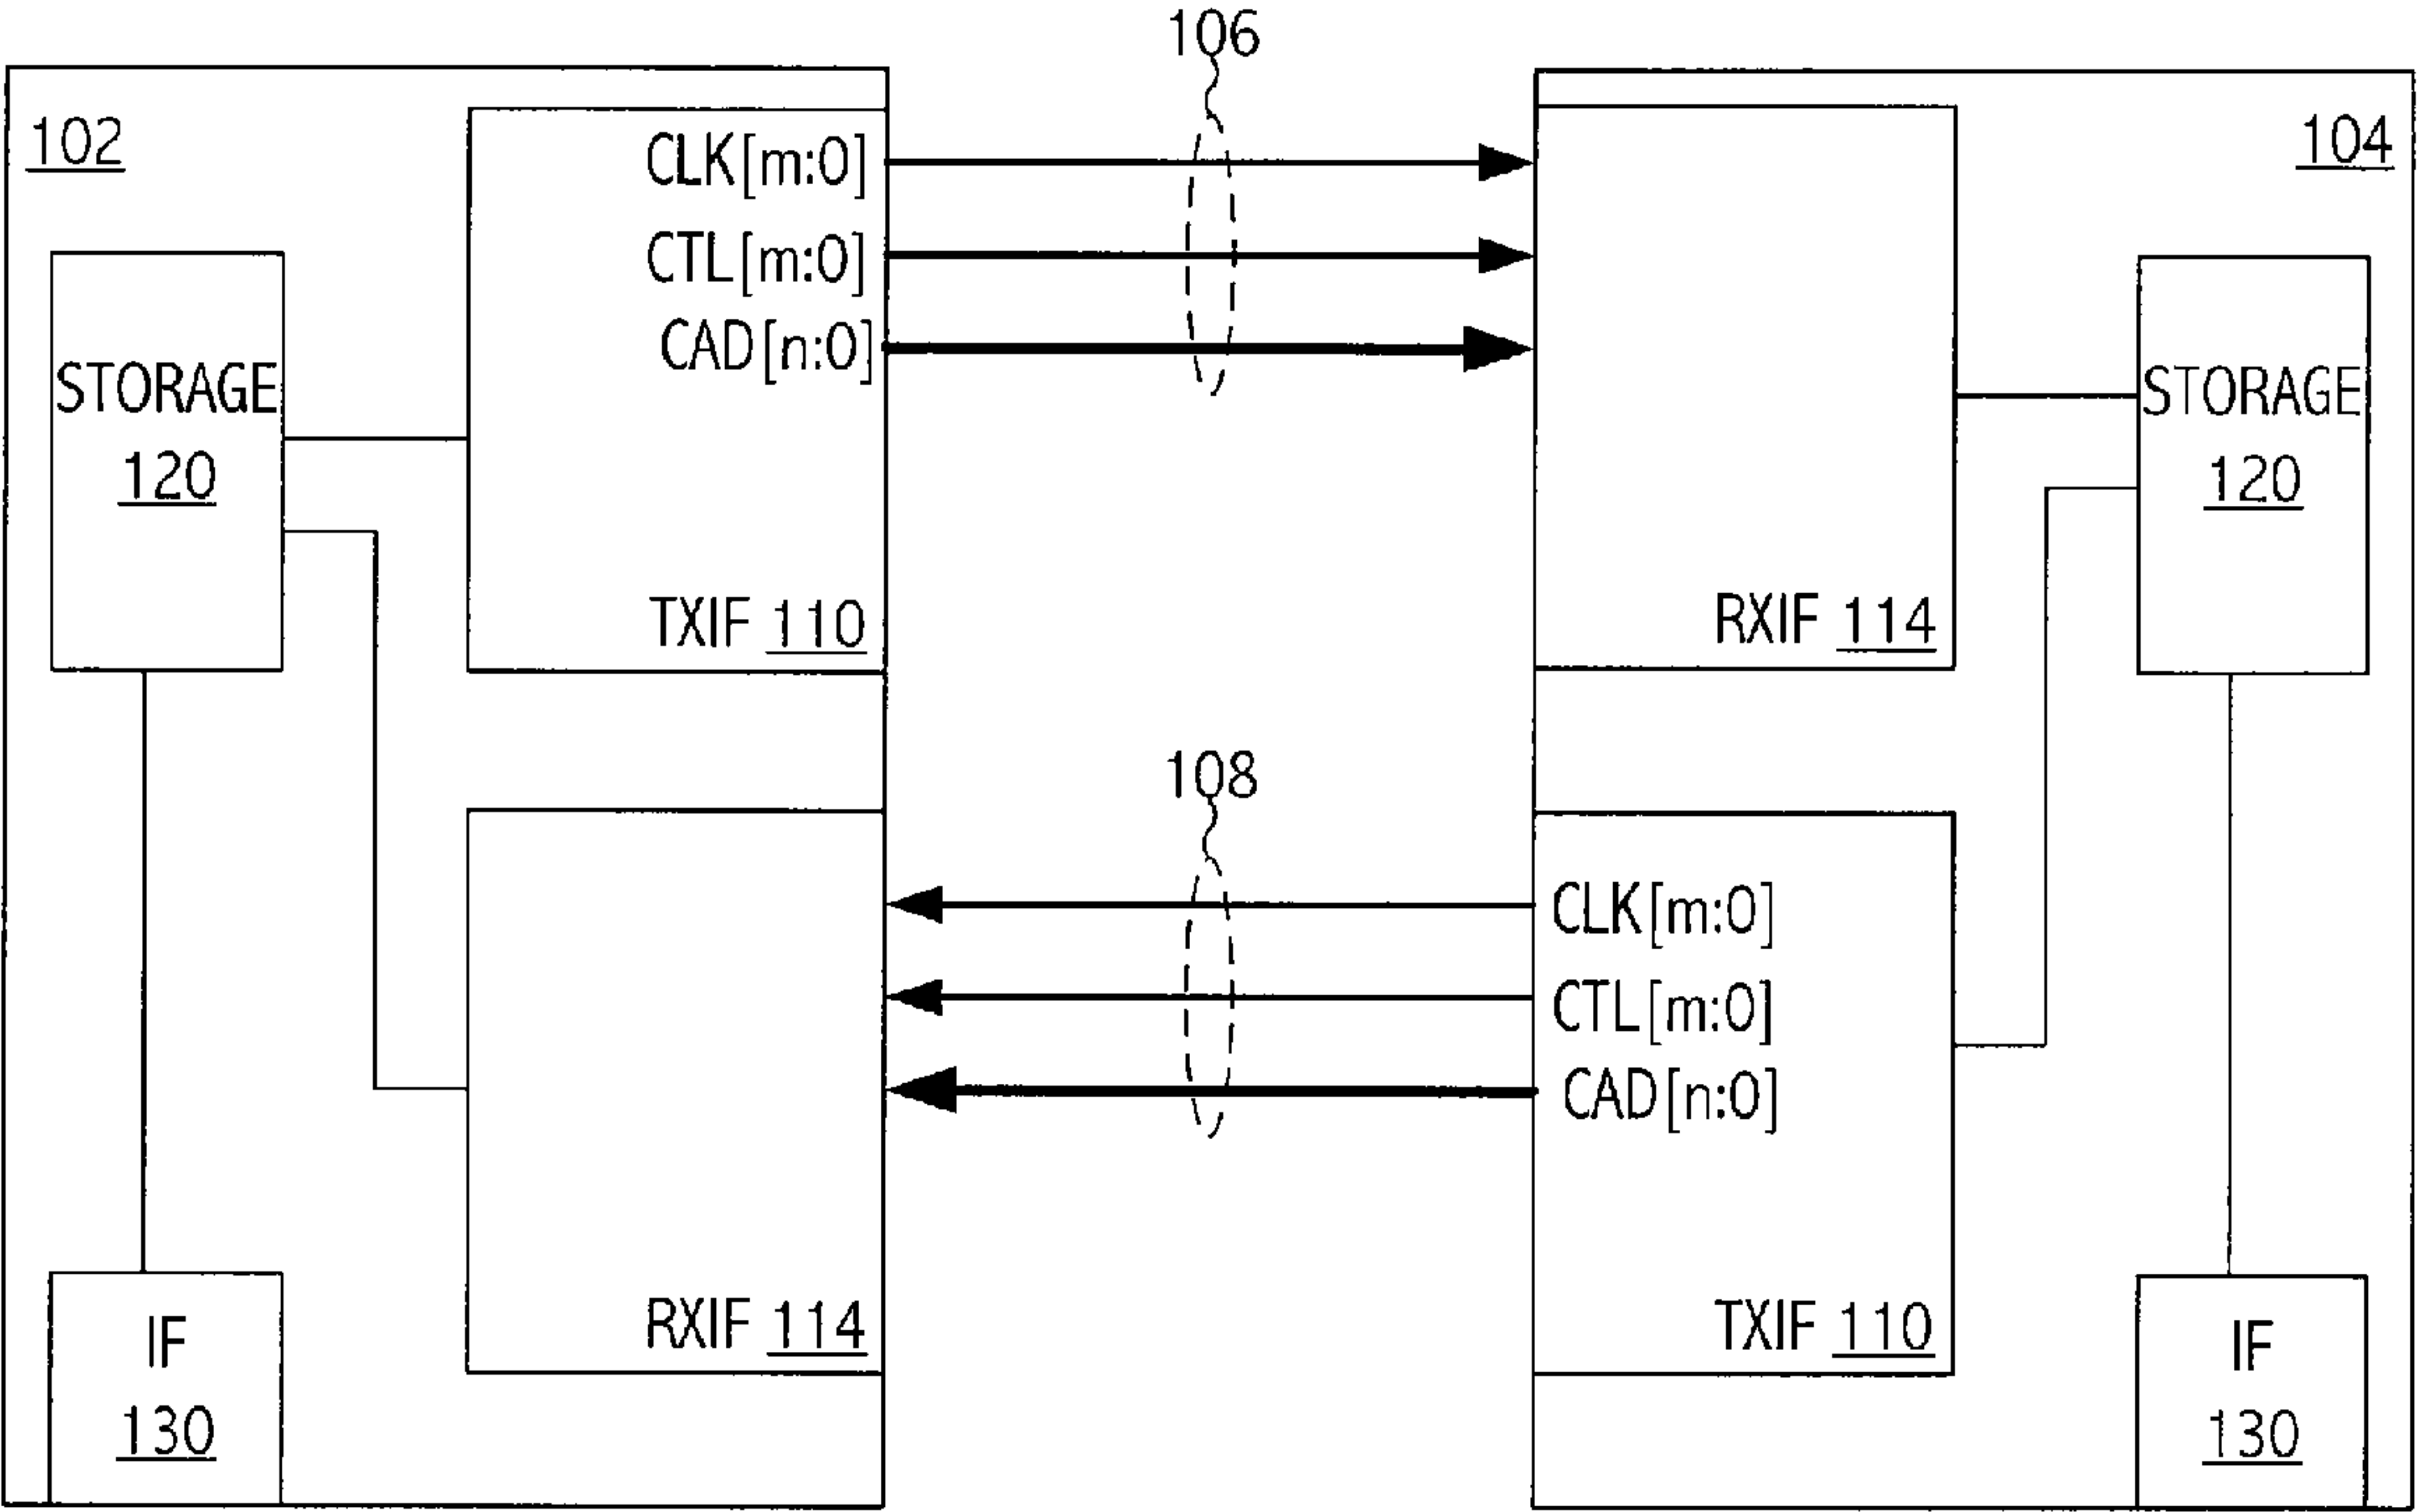 106
102
CLK[m:0]
CTL[m:0]
CAD[n:0]
104
STORAGE
120
STORAGE
120
TXIF 110
RXIF 114
108
CLK[m:0]
CTL[m:0]
CAD[n:0]
RXIF 114
TXIF 110
IF
130
IF
130